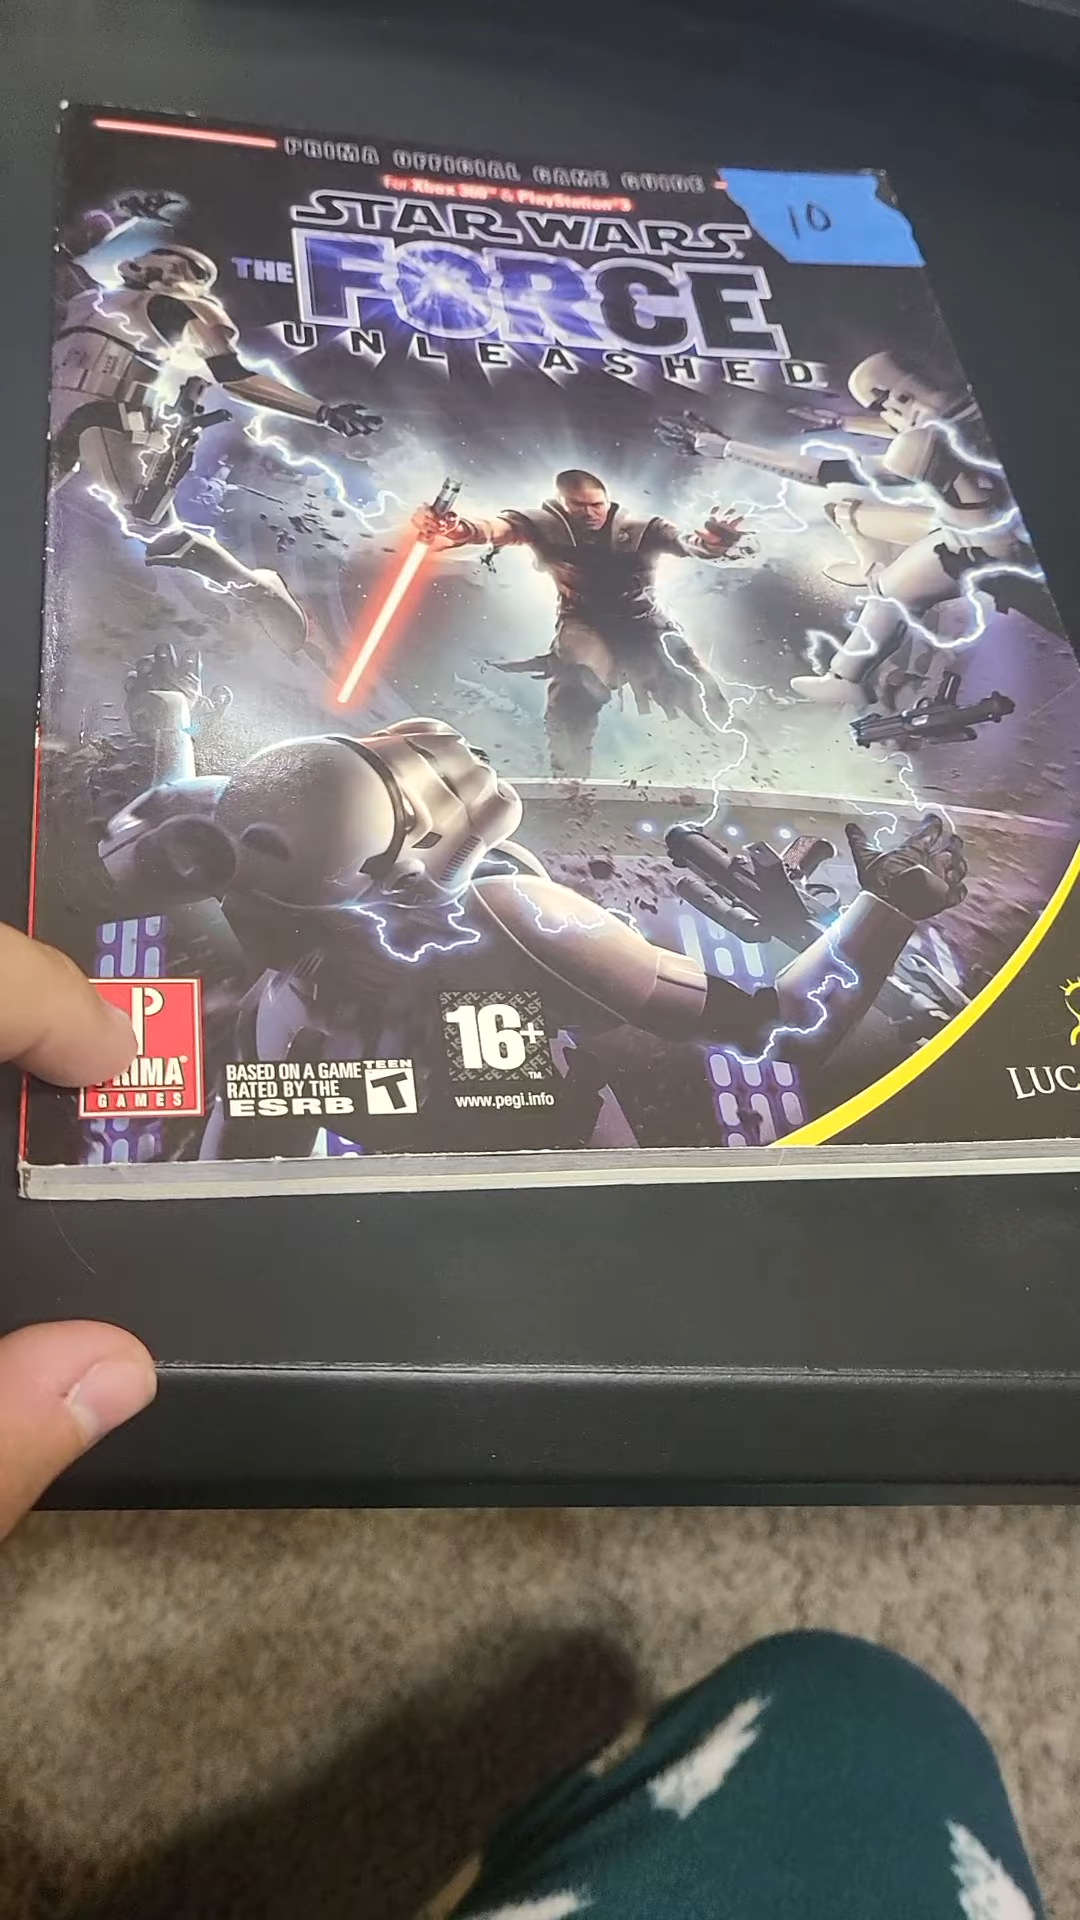 PRIMA OFFICIAL GAME GUIDE
For Xbox 360™ & PlayStation®3
10
STAR WARS®
THE FORCE
UNLEASHED
PRIMA®
GAMES
BASED ON A GAME
RATED BY THE
ESRB
TEEN
T
16+
™
www.pegi.info